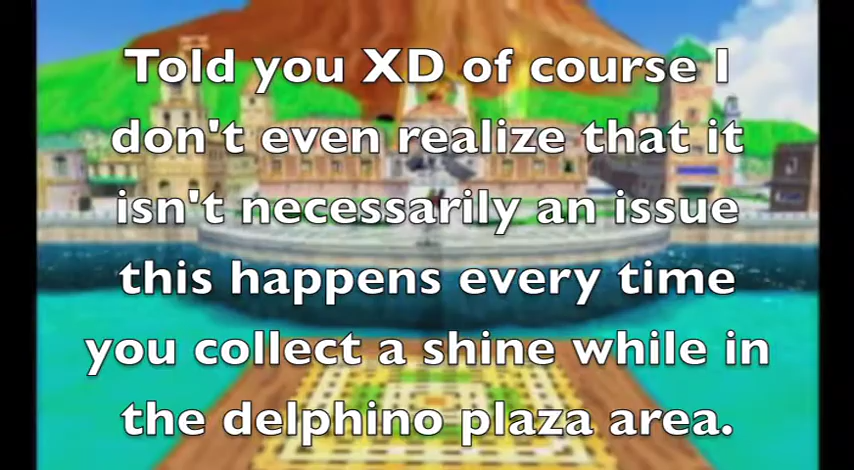 Told you XD of course I
don't even realize that it
isn't necessarily an issue
this happens every time
you collect a shine while in
the delphino plaza area.